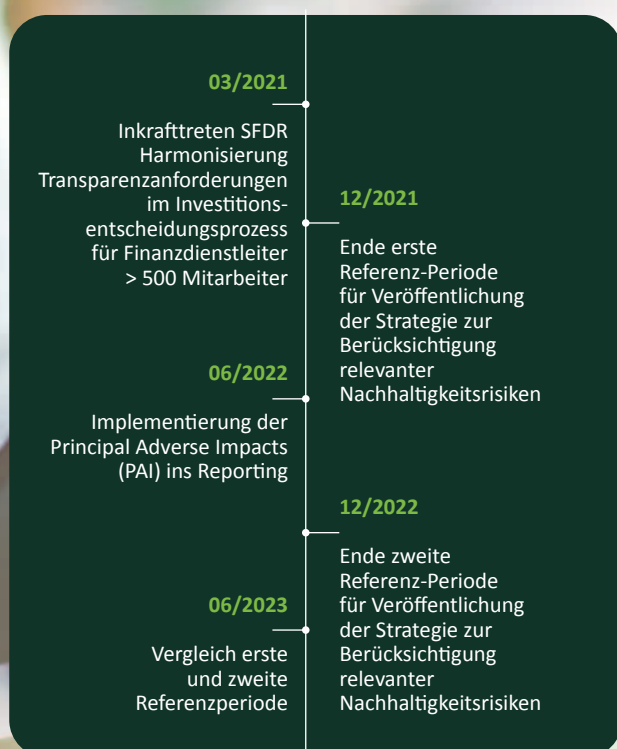 03/2021
Inkrafttreten SFDR
Harmonisierung
Transparenzanforderungen
im Investitions-
entscheidungsprozess
für Finanzdienstleiter
> 500 Mitarbeiter
12/2021
Ende erste
Referenz-Periode
für Veröffentlichung
der Strategie zur
Berücksichtigung
relevanter
Nachhaltigkeitsrisiken
06/2022
Implementierung der
Principal Adverse Impacts
(PAI) ins Reporting
12/2022
Ende zweite
Referenz-Periode
für Veröffentlichung
der Strategie zur
Berücksichtigung
relevanter
Nachhaltigkeitsrisiken
06/2023
Vergleich erste
und zweite
Referenzperiode